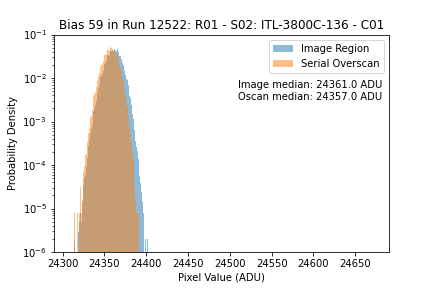 Bias 59 in Run 12522: R01 - S02: ITL-3800C-136 - C01
Image Region
Serial Overscan
Image median: 24361.0 ADU
Oscan median: 24357.0 ADU
Probability Density
10⁻¹
10⁻²
10⁻³
10⁻⁴
10⁻⁵
10⁻⁶
24300 24350 24400 24450 24500 24550 24600 24650
Pixel Value (ADU)